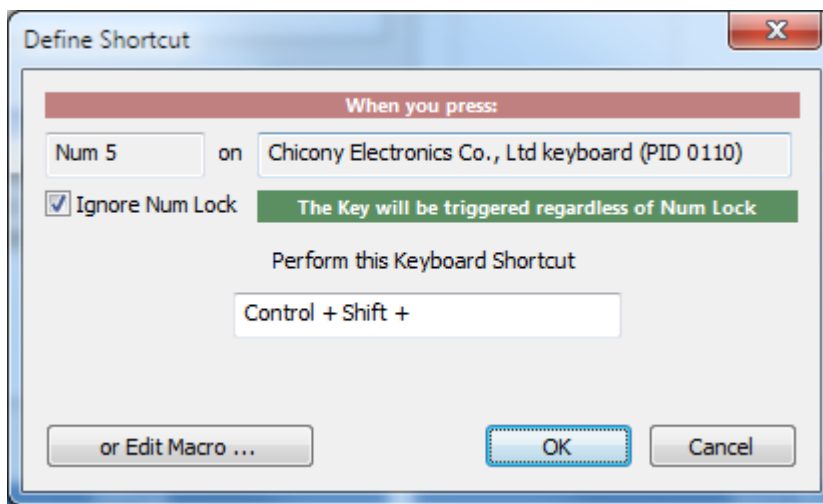 Define Shortcut
When you press:
Num 5 on Chicony Electronics Co., Ltd keyboard (PID 0110)
Ignore Num Lock The Key will be triggered regardless of Num Lock
Perform this Keyboard Shortcut
Control + Shift +
or Edit Macro ... OK Cancel